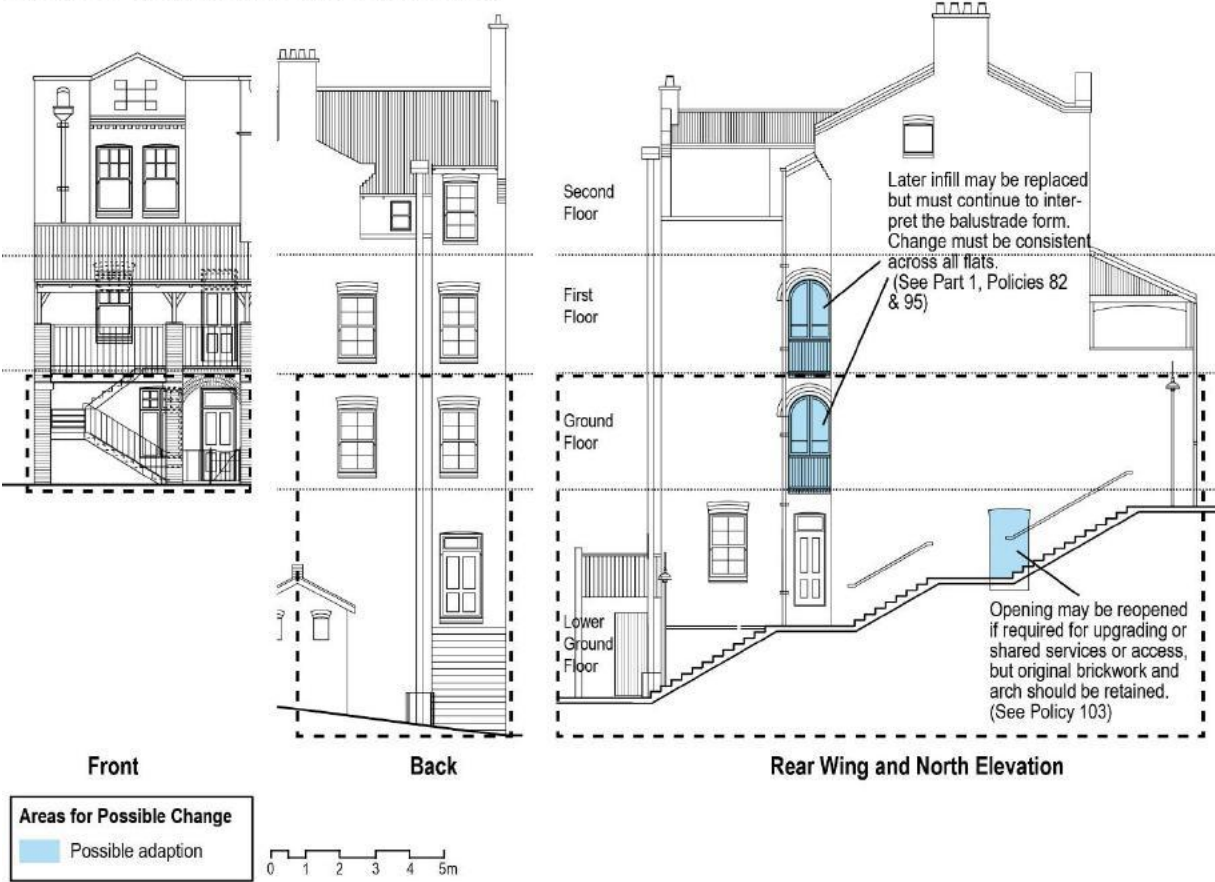 Second
Floor
First
Floor
Ground
Floor
Lower
Ground
Floor
Later infill may be replaced
but must continue to inter-
pret the balustrade form.
Change must be consistent
across all flats.
(See Part 1, Policies 82
& 95)
Opening may be reopened
if required for upgrading or
shared services or access,
but original brickwork and
arch should be retained.
(See Policy 103)
Front
Back
Rear Wing and North Elevation
Areas for Possible Change
Possible adaption
0 1 2 3 4 5m